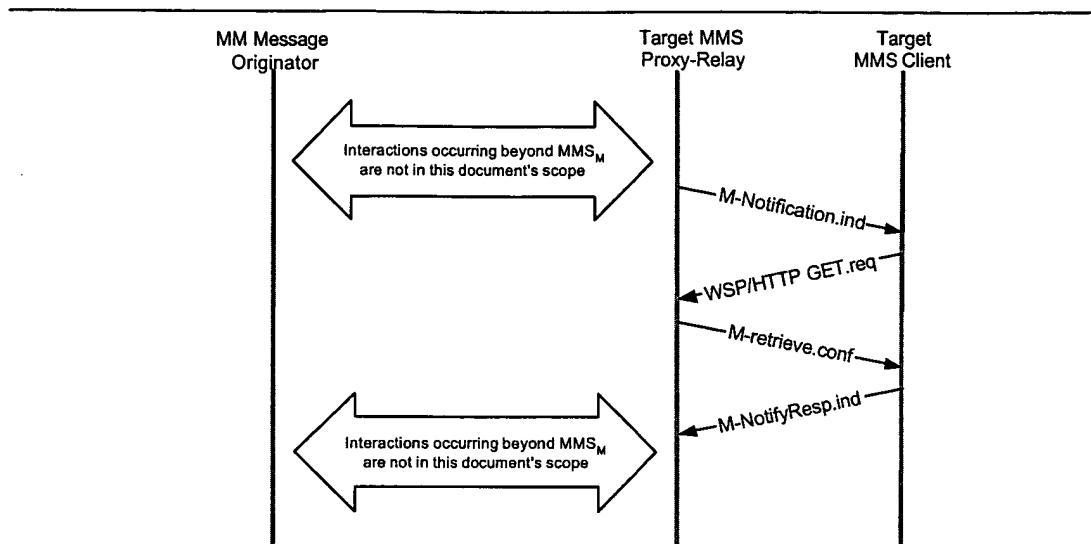 MM Message
Originator
Target MMS
Proxy-Relay
Target
MMS Client
Interactions occurring beyond MMS_M
are not in this document's scope
M-Notification.ind
WSP/HTTP GET.req
M-retrieve.conf
M-NotifyResp.ind
Interactions occurring beyond MMS_M
are not in this document's scope